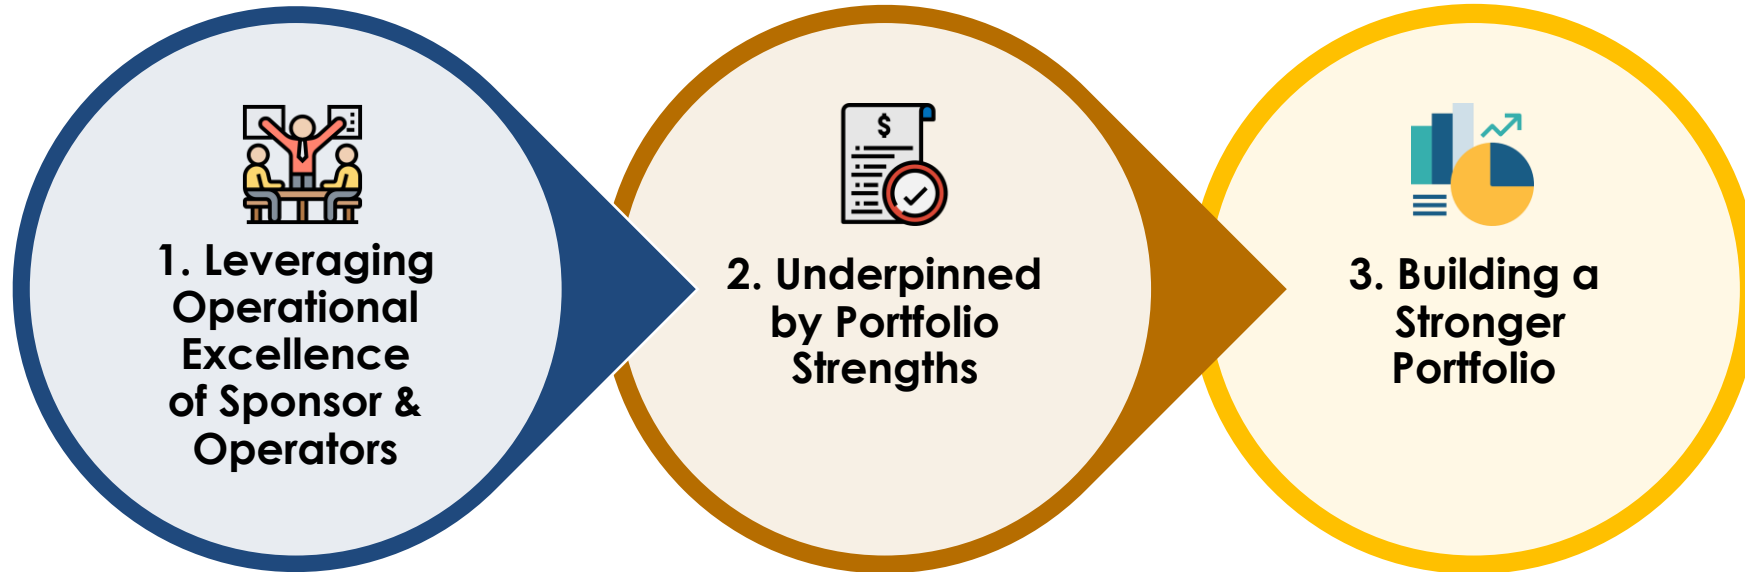 1. Leveraging
Operational
Excellence
of Sponsor &
Operators
$
2. Underpinned
by Portfolio
Strengths
3. Building a
Stronger
Portfolio